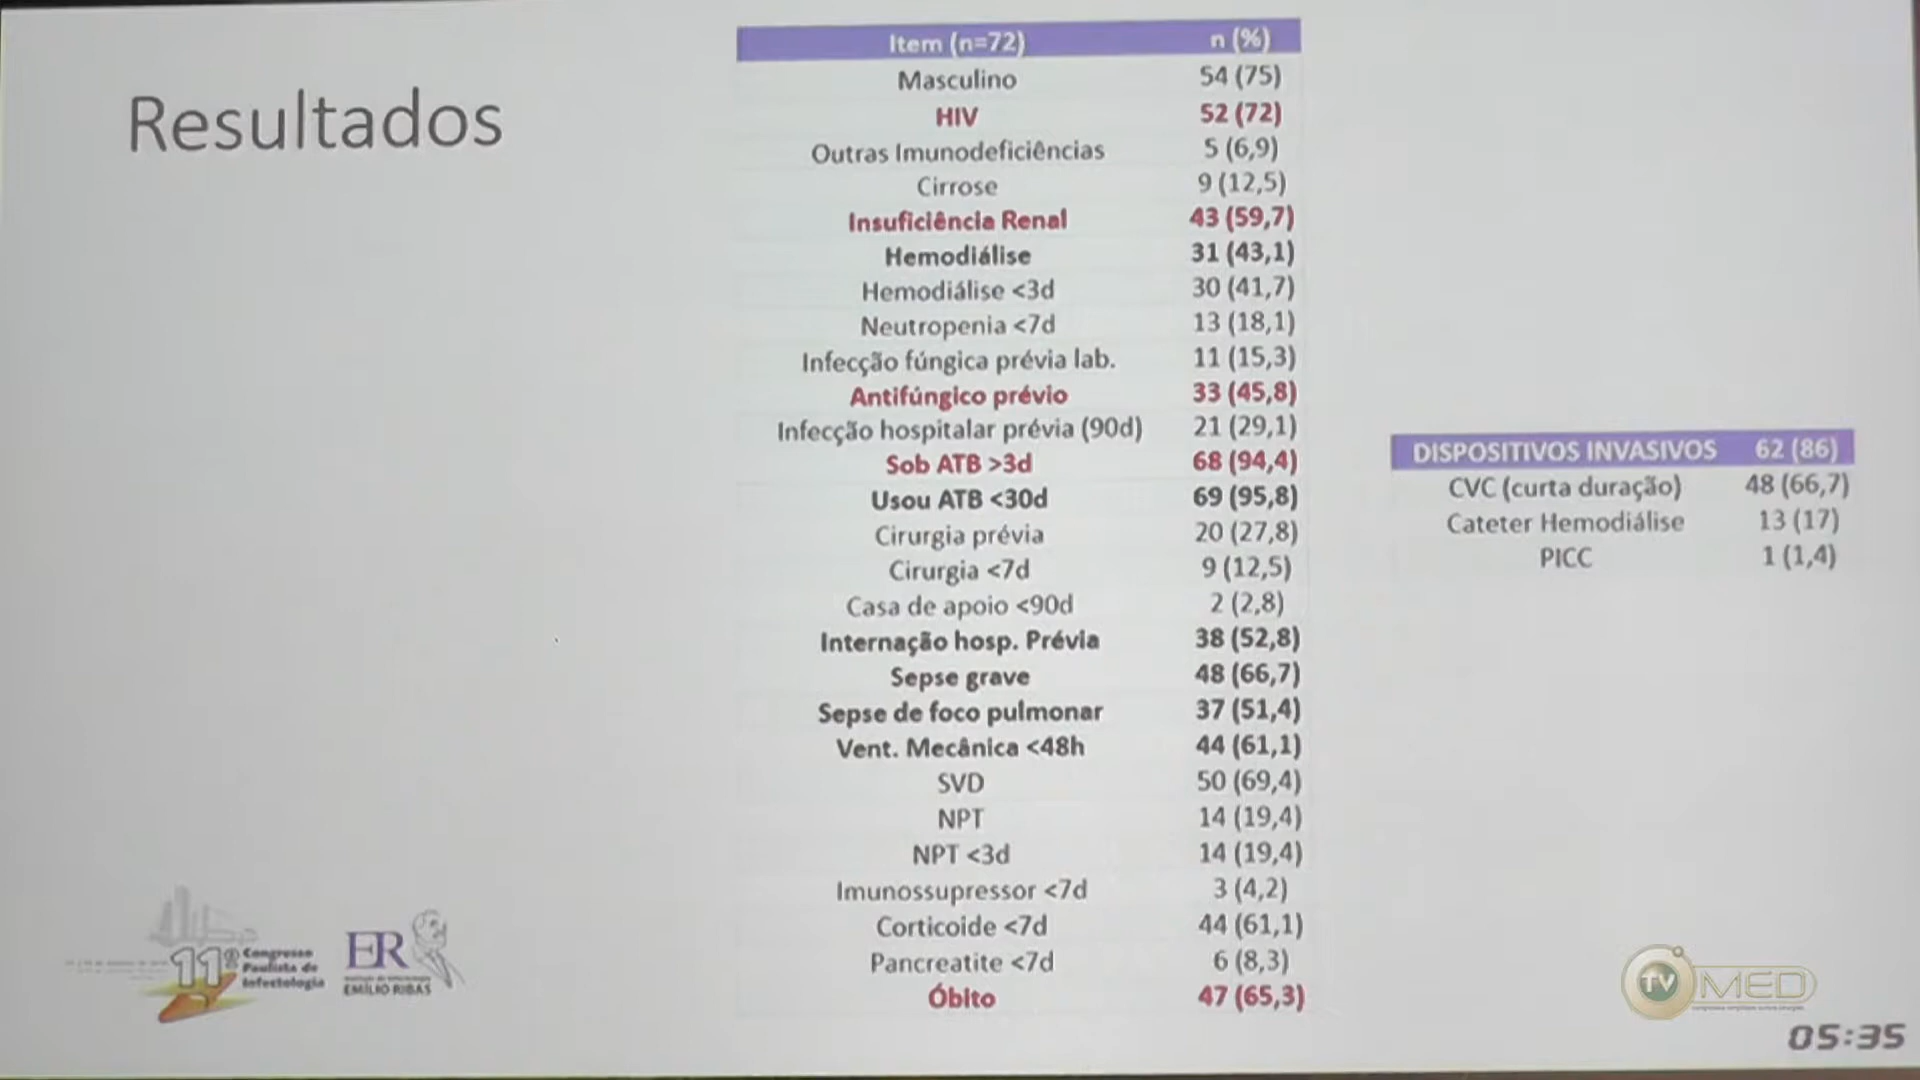 Resultados
Item (n=72) n (%)
Masculino 54 (75)
HIV 52 (72)
Outras Imunodeficiências 5 (6,9)
Cirrose 9 (12,5)
Insuficiência Renal 43 (59,7)
Hemodiálise 31 (43,1)
Hemodiálise <3d 30 (41,7)
Neutropenia <7d 13 (18,1)
Infecção fúngica prévia lab. 11 (15,3)
Antifúngico prévio 33 (45,8)
Infecção hospitalar prévia (90d) 21 (29,1)
Sob ATB >3d 68 (94,4)
Usou ATB <30d 69 (95,8)
Cirurgia prévia 20 (27,8)
Cirurgia <7d 9 (12,5)
Casa de apoio <90d 2 (2,8)
Internação hosp. Prévia 38 (52,8)
Sepse grave 48 (66,7)
Sepse de foco pulmonar 37 (51,4)
Vent. Mecânica <48h 44 (61,1)
SVD 50 (69,4)
NPT 14 (19,4)
NPT <3d 14 (19,4)
Imunossupressor <7d 3 (4,2)
Corticoide <7d 44 (61,1)
Pancreatite <7d 6 (8,3)
Óbito 47 (65,3)
DISPOSITIVOS INVASIVOS 62 (86)
CVC (curta duração) 48 (66,7)
Cateter Hemodiálise 13 (17)
PICC 1 (1,4)
11º Congresso
Paulista de
Infectologia
ER
EMÍLIO RIBAS
TV MED
05:35